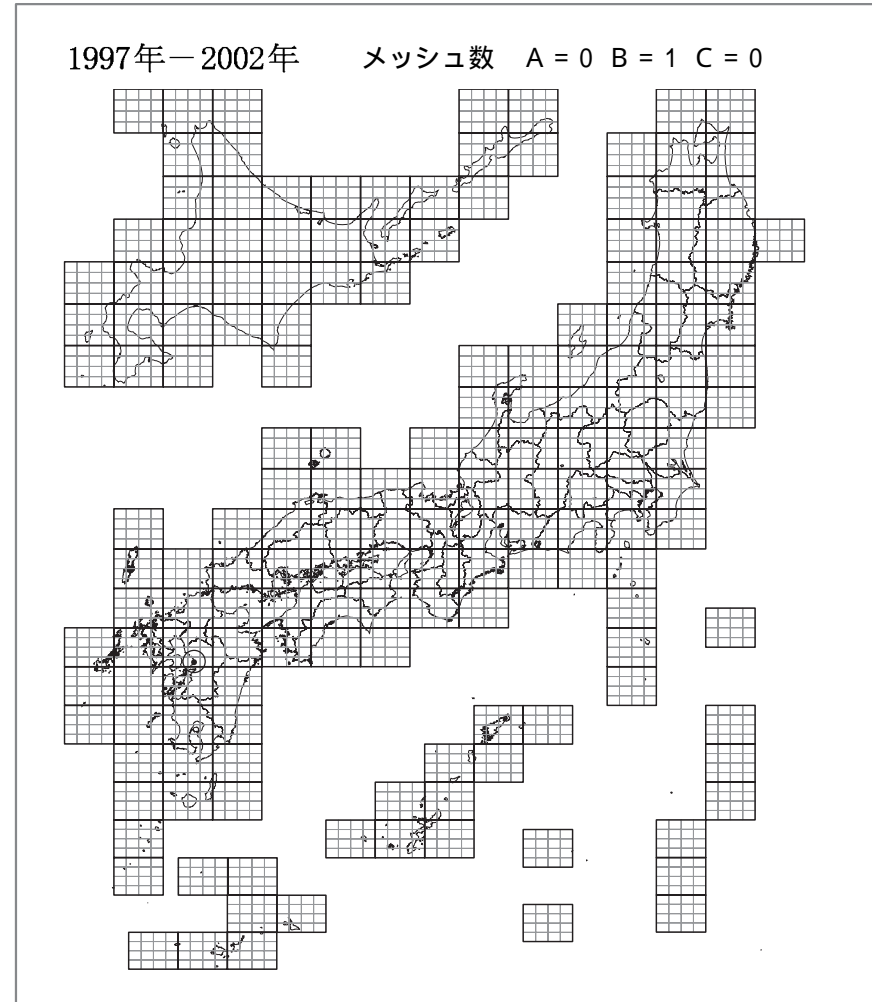 1997年－2002年 メッシュ数 A = 0 B = 1 C = 0